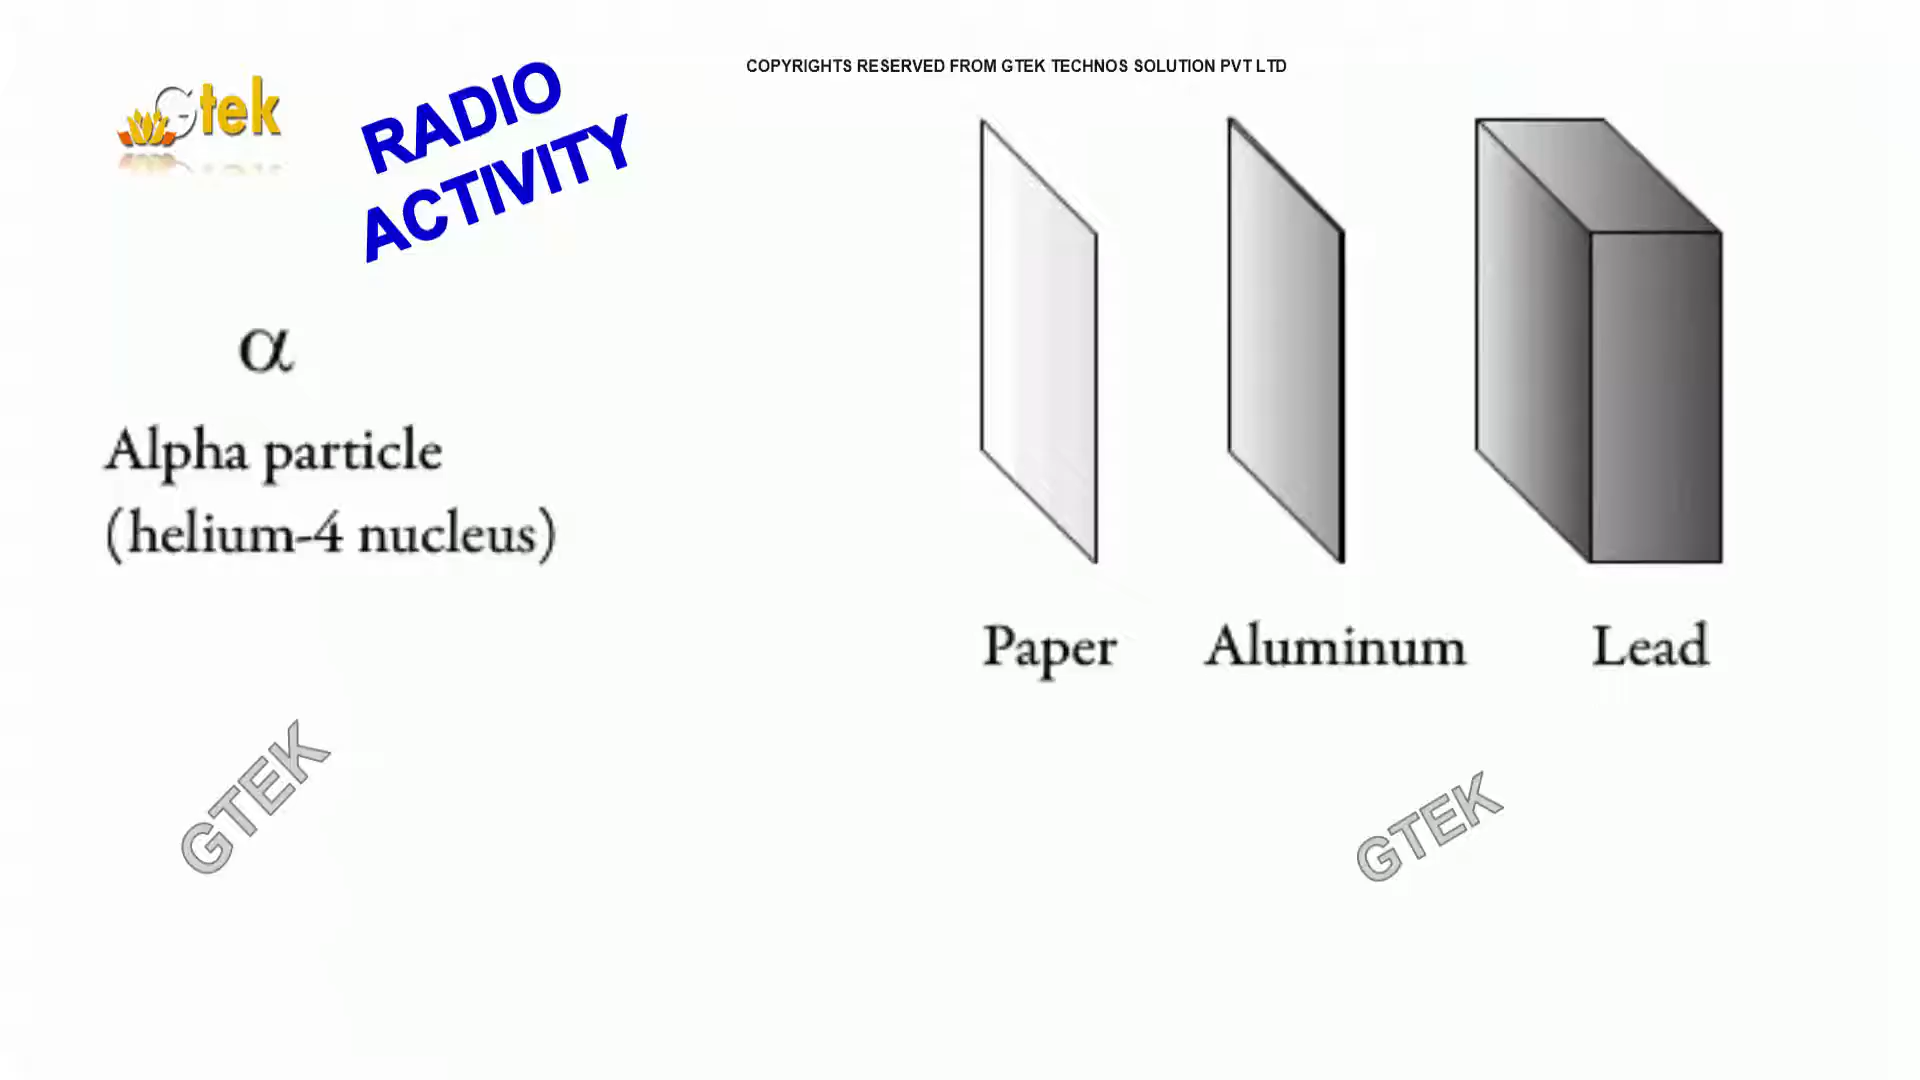 COPYRIGHTS RESERVED FROM GTEK TECHNOS SOLUTION PVT LTD
Gtek
RADIO
ACTIVITY
α
Alpha particle
(helium-4 nucleus)
Paper Aluminum Lead
GTEK
GTEK